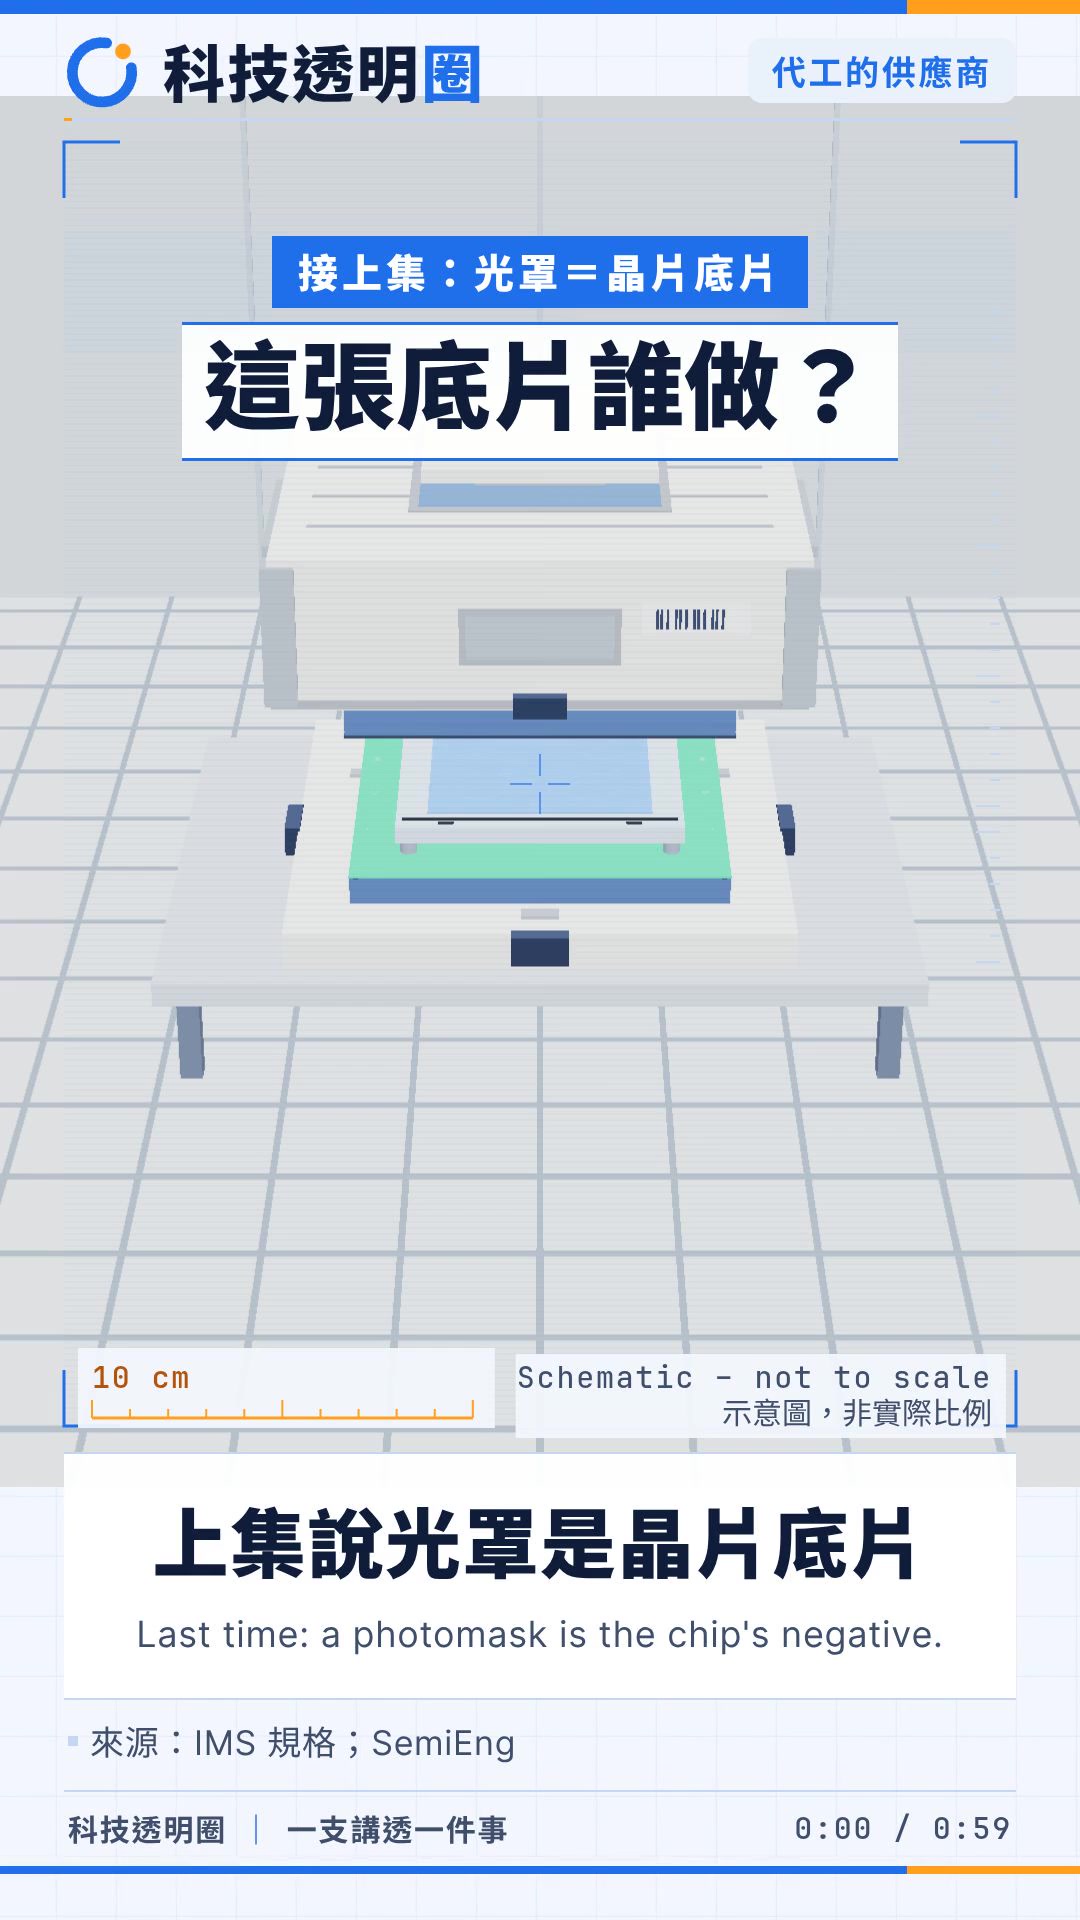 科技透明圈
代工的供應商
接上集：光罩＝晶片底片
這張底片誰做？
10 cm
Schematic – not to scale
示意圖，非實際比例
上集說光罩是晶片底片
Last time: a photomask is the chip's negative.
來源：IMS 規格；SemiEng
科技透明圈｜一支講透一件事
0:00 / 0:59